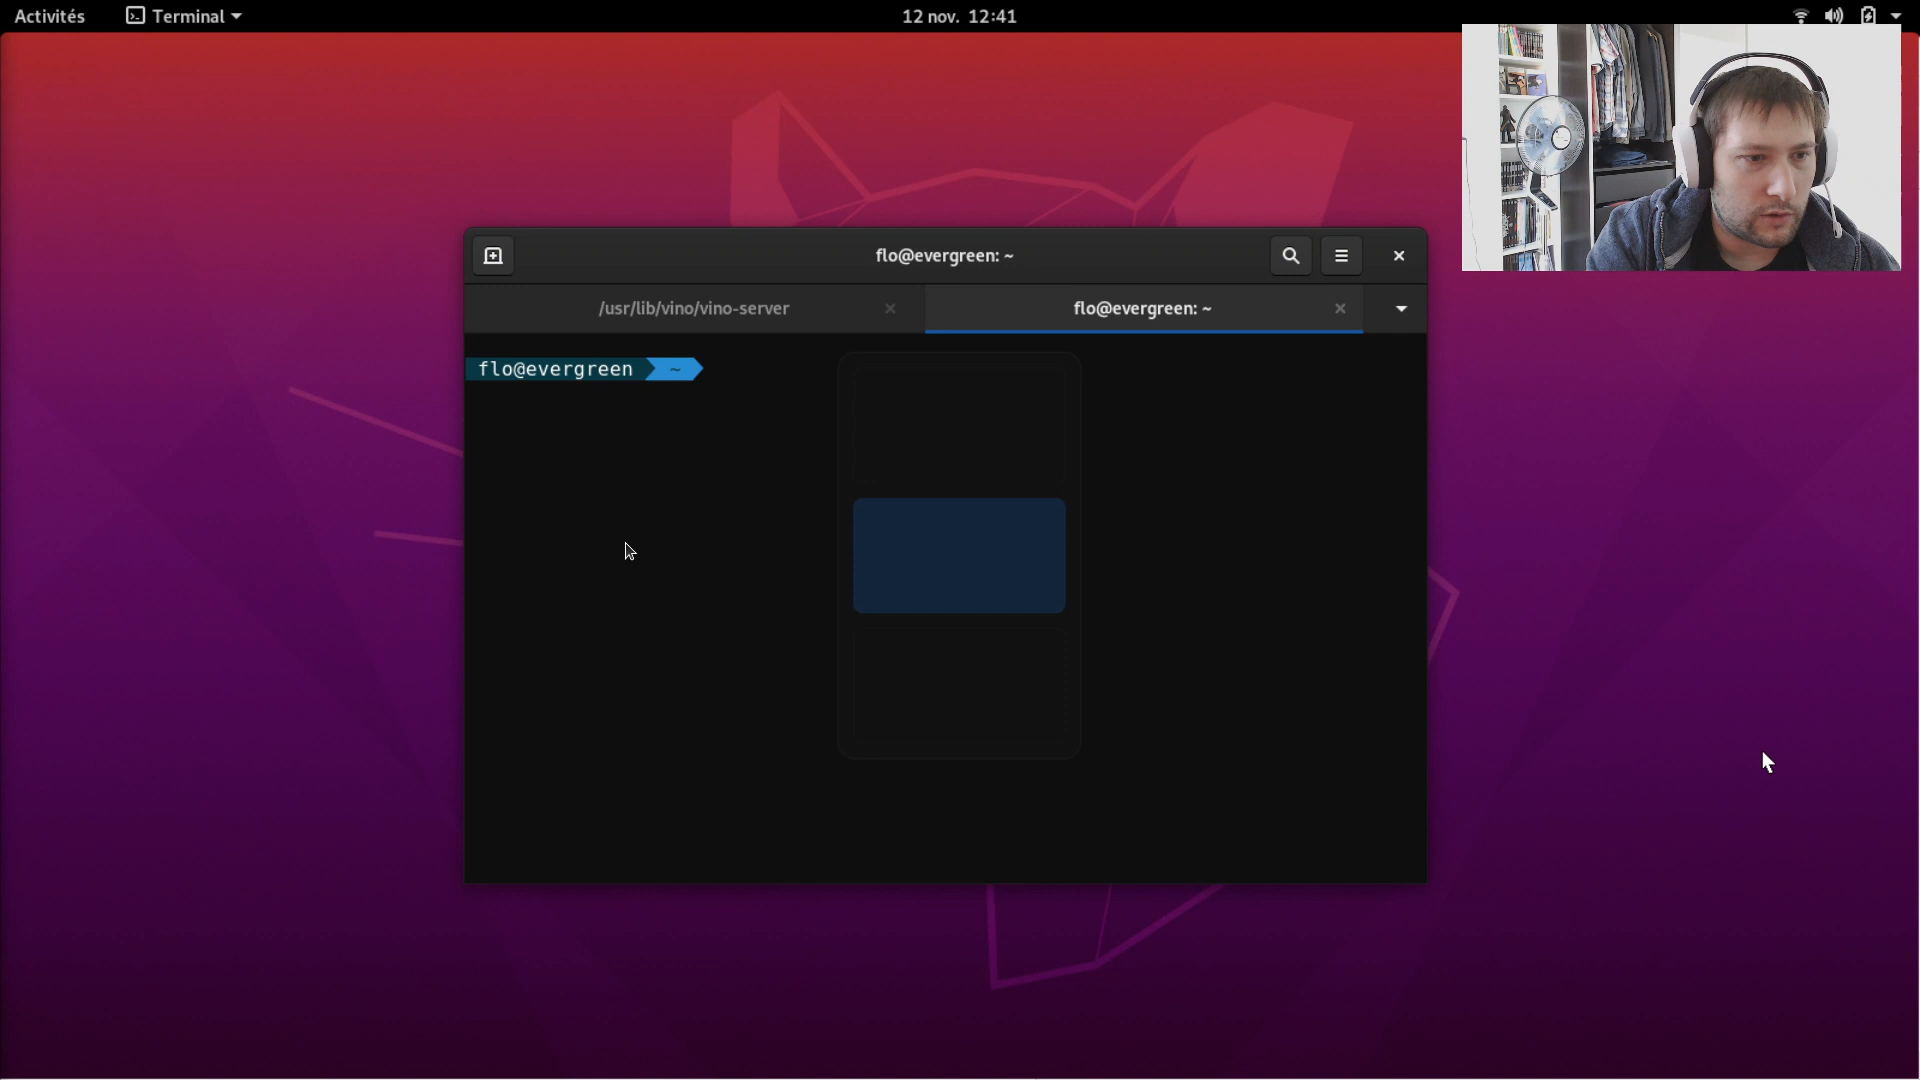 Activités
Terminal
12 nov. 12:41
flo@evergreen: ~
/usr/lib/vino/vino-server
flo@evergreen: ~
flo@evergreen ~